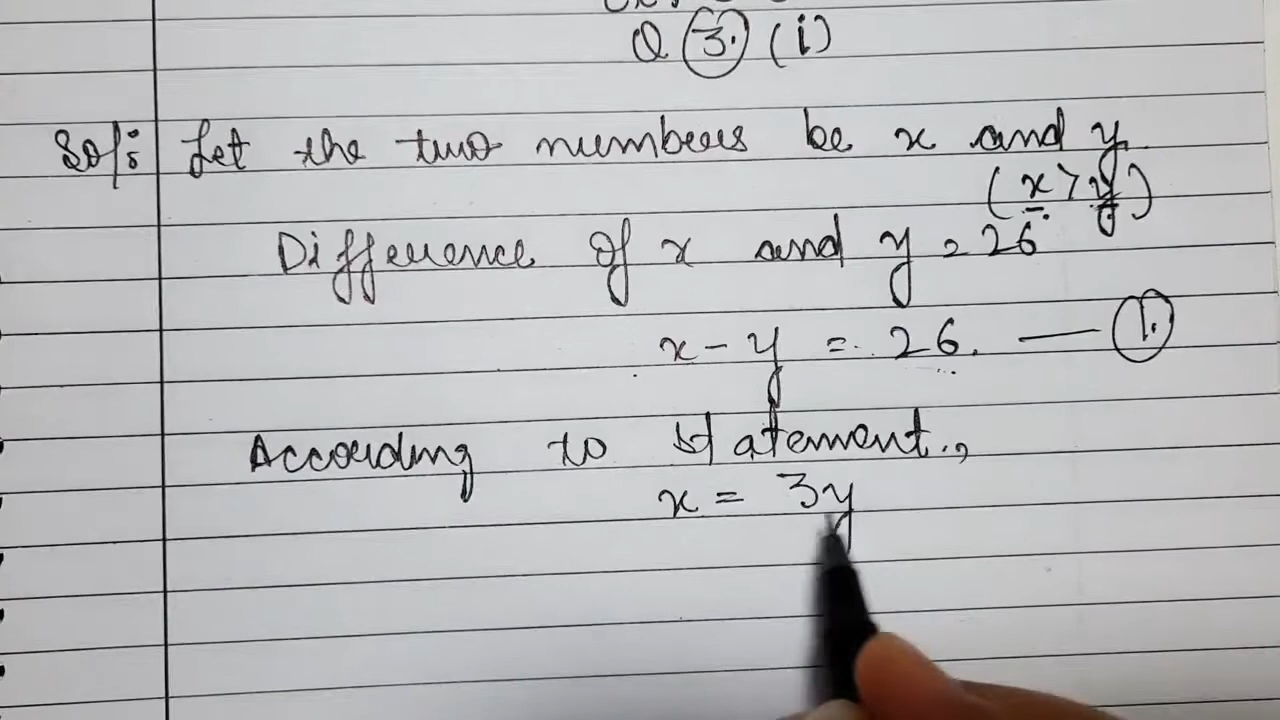 Q. 3. (i)
Sol: Let the two numbers be x and y.
(x > y)
Difference of x and y = 26
x - y = 26. — 1.
According to statement.,
x = 3y